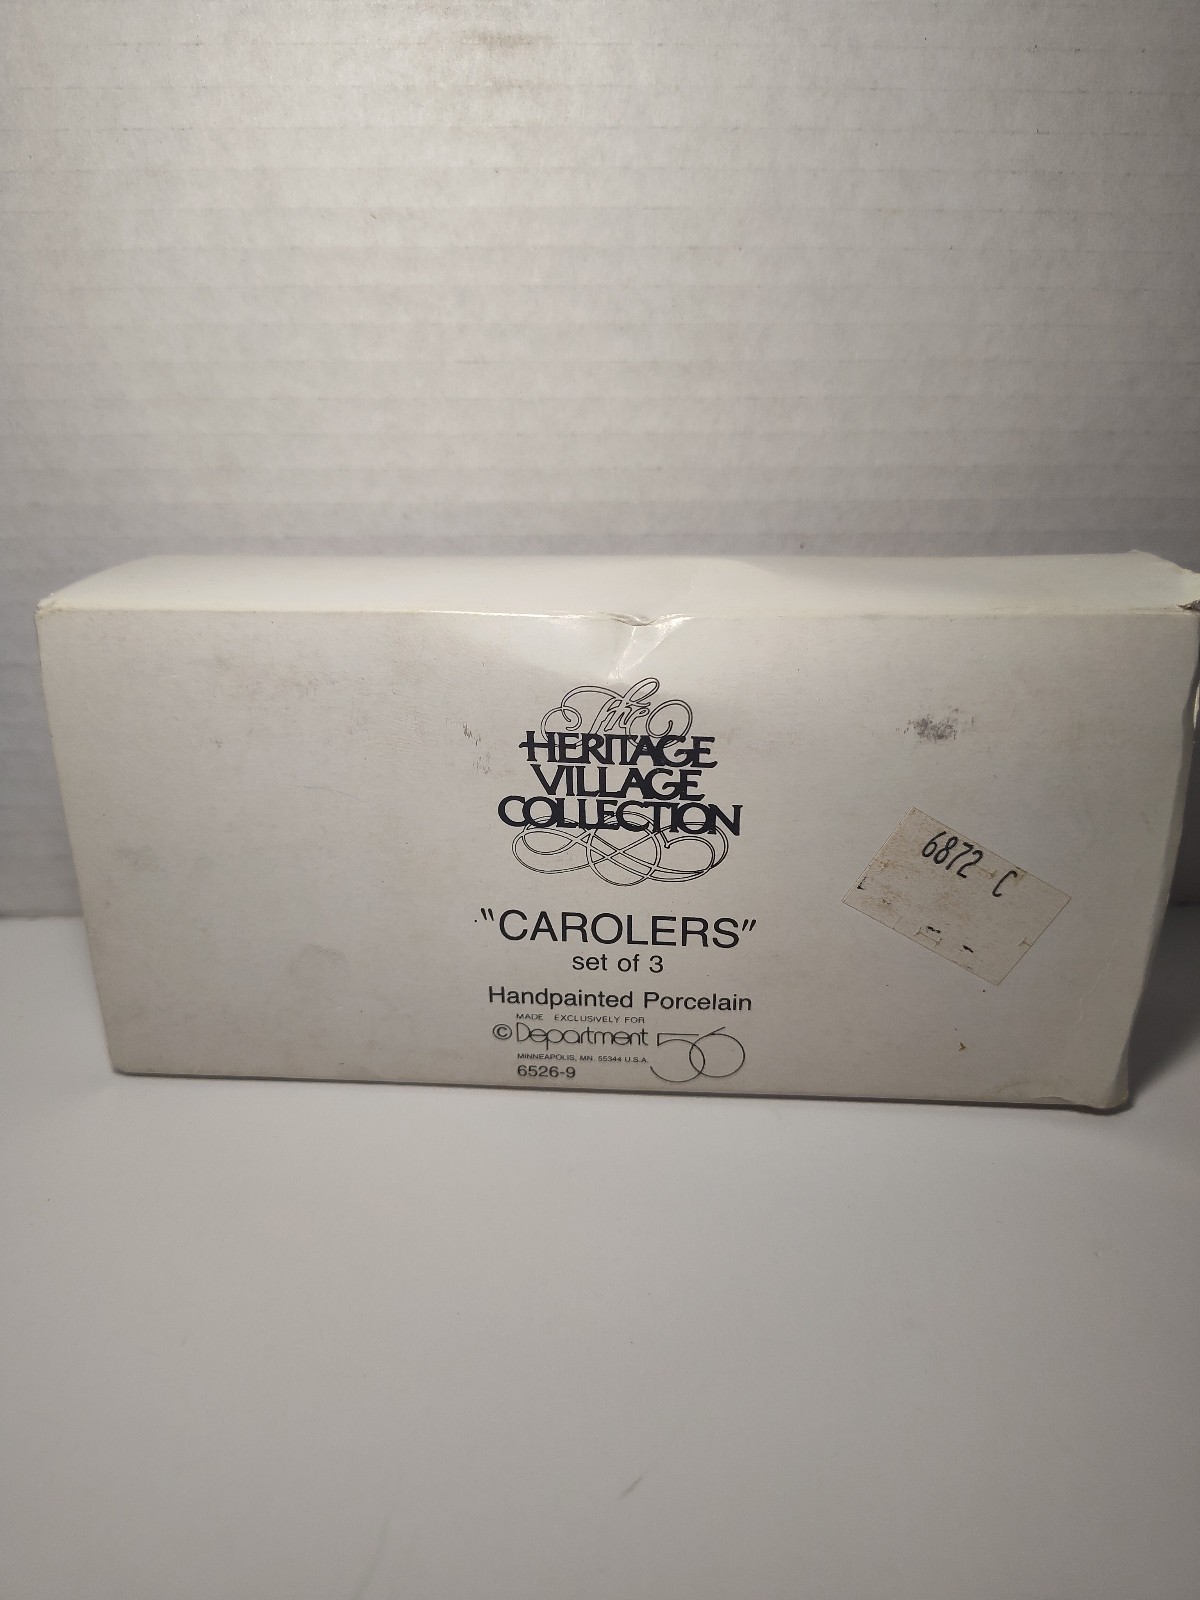 The
HERITAGE
VILLAGE
COLLECTION
"CAROLERS"
set of 3
Handpainted Porcelain
MADE EXCLUSIVELY FOR
© Department 56
MINNEAPOLIS, MN. 55344 U.S.A.
6526-9
6872 C